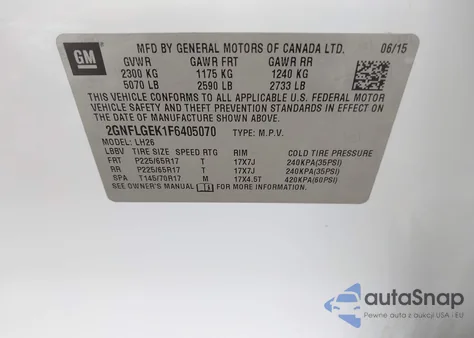 GM
MFD BY GENERAL MOTORS OF CANADA LTD. 06/15
GVWR GAWR FRT GAWR RR
2300 KG 1175 KG 1240 KG
5070 LB 2590 LB 2733 LB
THIS VEHICLE CONFORMS TO ALL APPLICABLE U.S. FEDERAL MOTOR
VEHICLE SAFETY, BUMPER, AND THEFT PREVENTION STANDARDS IN EFFECT ON
THE DATE OF MANUFACTURE SHOWN ABOVE.
2GNFLGEK1F6405070 TYPE: M.P.V.
MODEL: LH26
LBBV TIRE SIZE SPEED RTG RIM COLD TIRE PRESSURE
FRT P225/65R17 T 17X7J 240KPA(35PSI)
RR P225/65R17 T 17X7J 240KPA(35PSI)
SPA T145/70R17 M 17X4.5T 420KPA(60PSI)
SEE OWNER'S MANUAL FOR MORE INFORMATION
autoSnap
Pewne auta z aukcji USA i EU